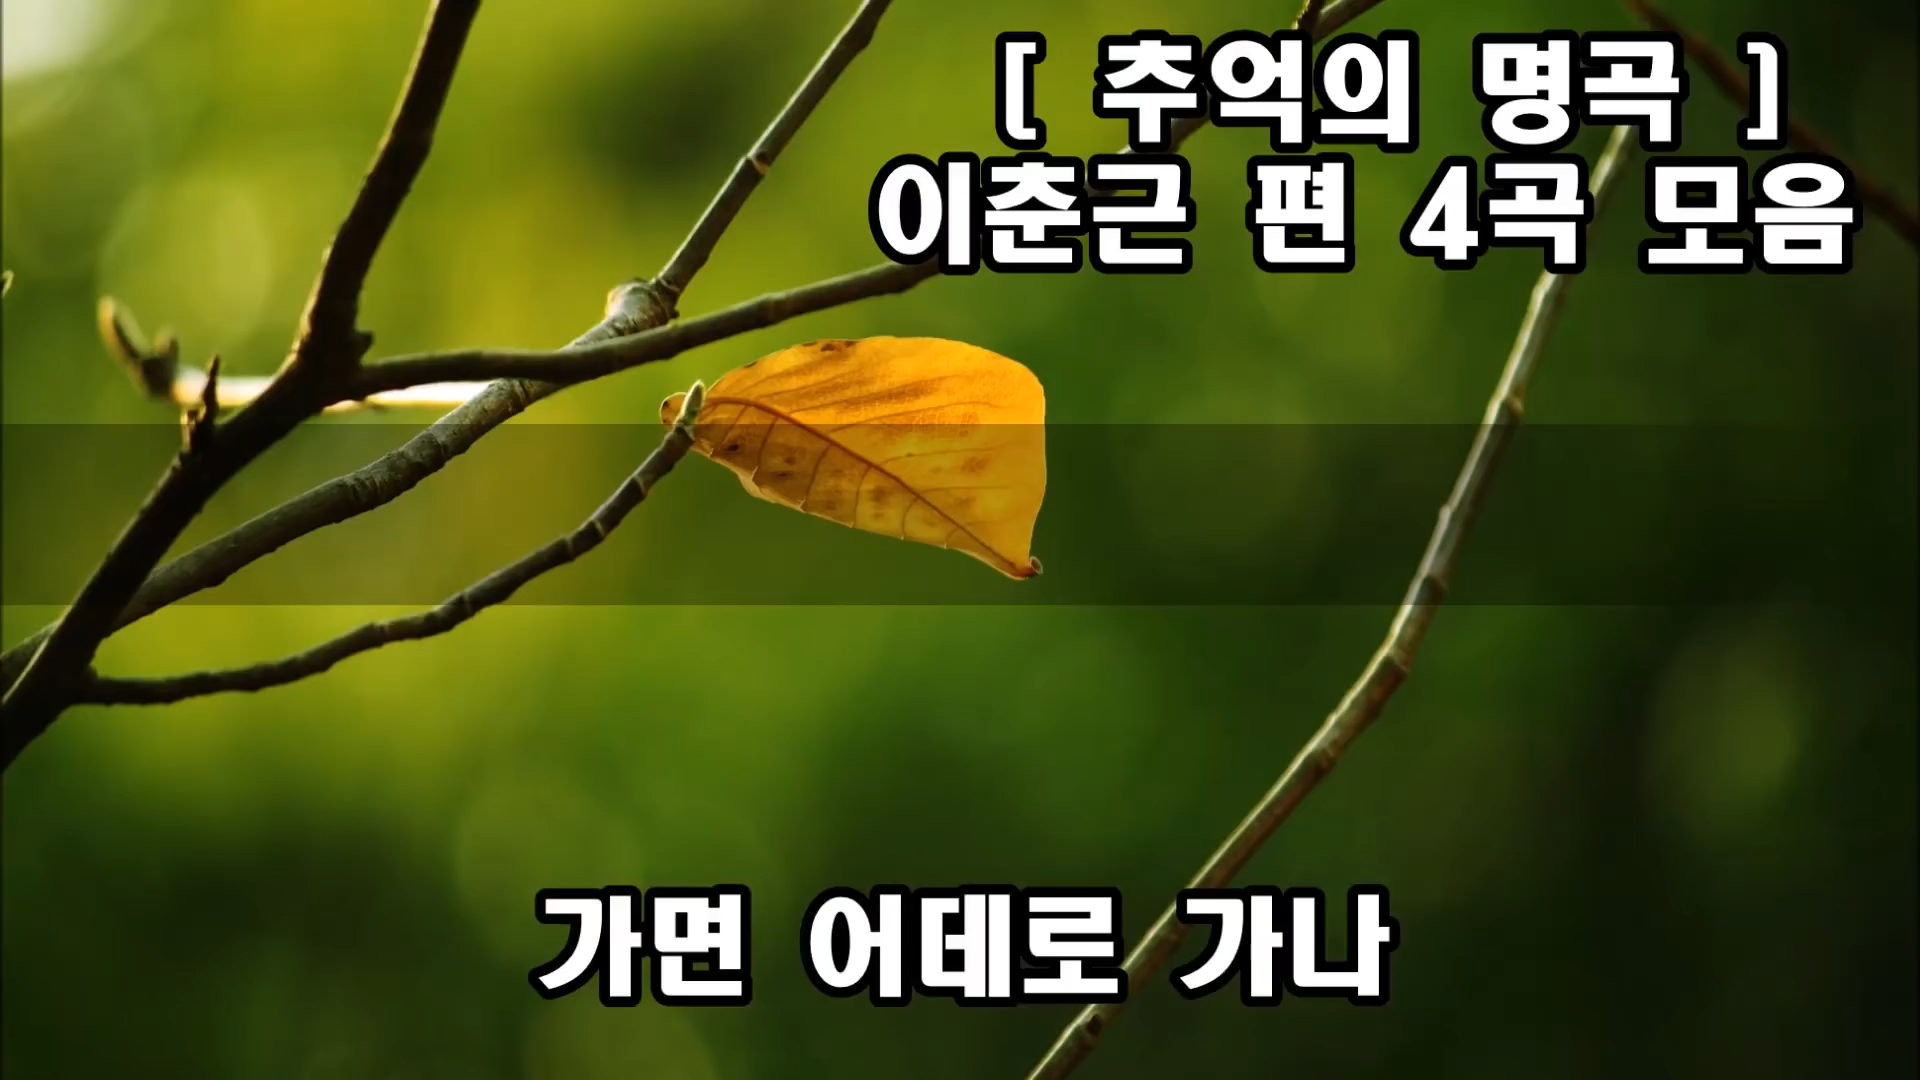 [ 추억의 명곡 ]
이춘근 편 4곡 모음
가면 어데로 가나